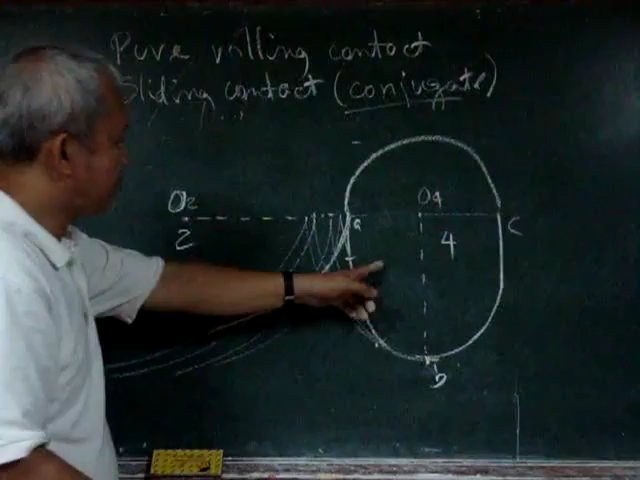 Pure rolling contact
Sliding contact (conjugate)
O2
O4
a
C
2
4
D